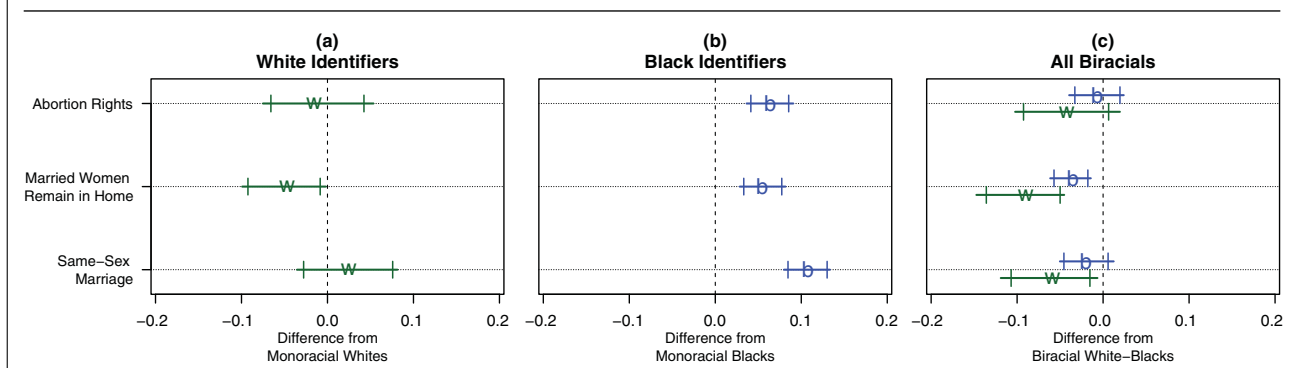 (a)
White Identifiers
(b)
Black Identifiers
(c)
All Biracials
Abortion Rights
Married Women
Remain in Home
Same−Sex
Marriage
W
W
W
b
b
b
b
W
b
W
b
W
−0.2 −0.1 0.0 0.1 0.2
Difference from
Monoracial Whites
−0.2 −0.1 0.0 0.1 0.2
Difference from
Monoracial Blacks
−0.2 −0.1 0.0 0.1 0.2
Difference from
Biracial White−Blacks